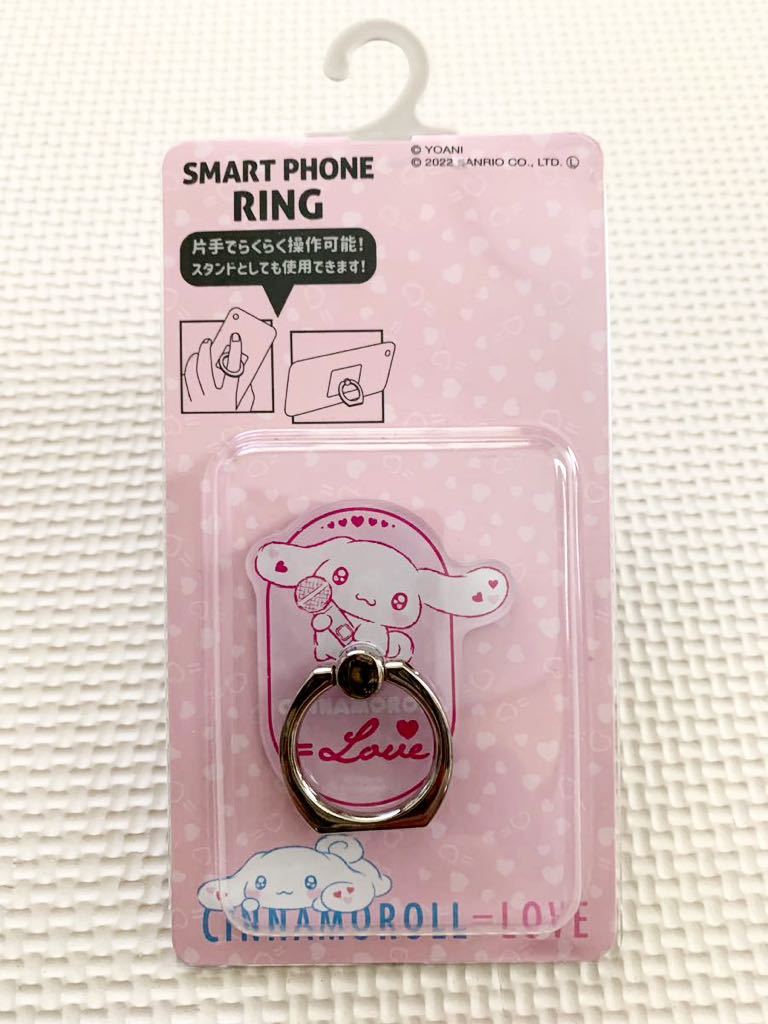 © YOANI
© 2022 SANRIO CO., LTD. Ⓛ
SMART PHONE
RING
片手でらくらく操作可能!
スタンドとしても使用できます!
CINNAMOROLL
=Love
CINNAMOROLL=LOVE